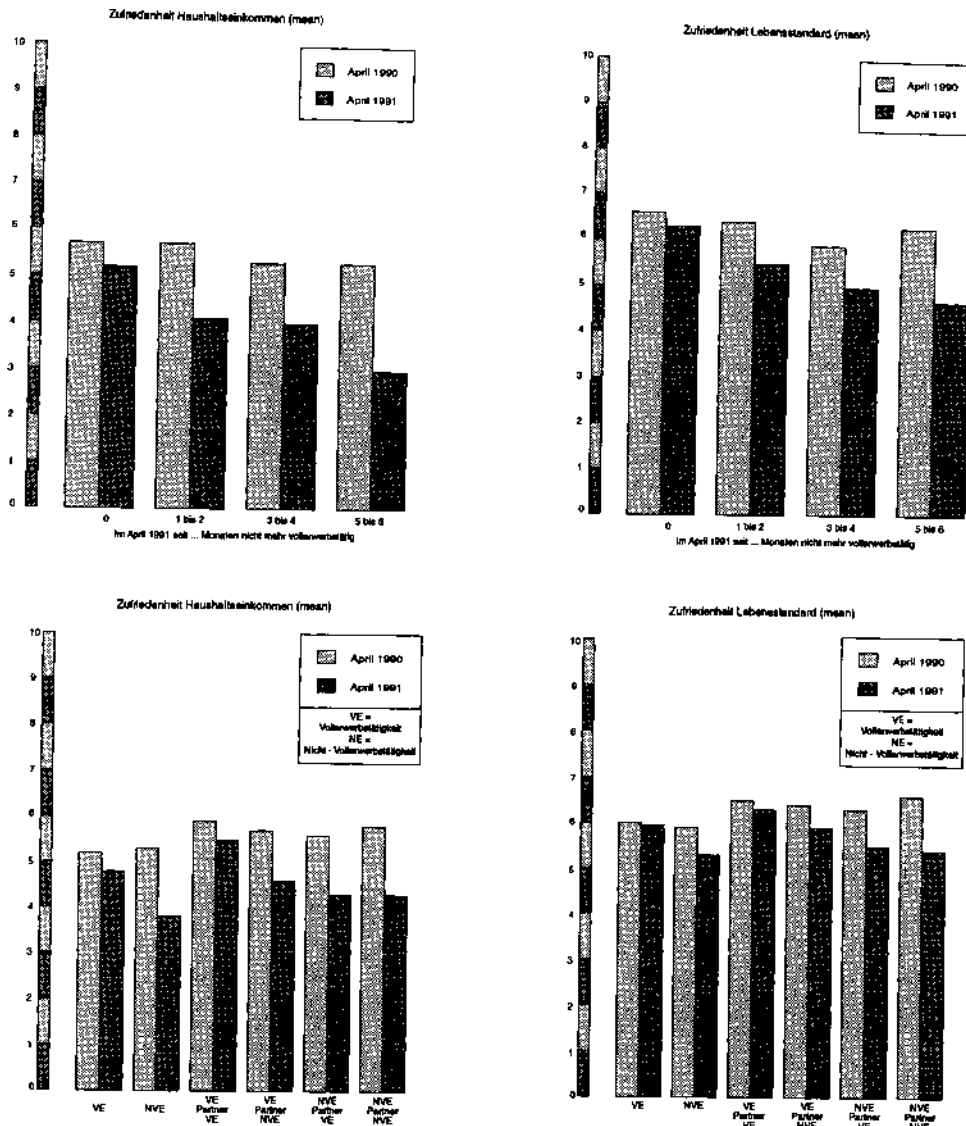 Zufriedenheit Haushaltseinkommen (mean)
10
9
8
7
6
5
4
3
2
1
0
April 1990
April 1991
0
1 bis 2
3 bis 4
5 bis 6
Im April 1991 seit ... Monaten nicht mehr vollerwerbstätig
Zufriedenheit Lebensstandard (mean)
10
9
8
7
6
5
4
3
2
1
0
April 1990
April 1991
0
1 bis 2
3 bis 4
5 bis 6
Im April 1991 seit ... Monaten nicht mehr vollerwerbstätig
Zufriedenheit Haushaltseinkommen (mean)
10
9
8
7
6
5
4
3
2
1
0
April 1990
April 1991
VE =
Vollerwerbstätigkeit
NE =
Nicht - Vollerwerbstätigkeit
VE
NVE
VE
Partner
VE
VE
Partner
NVE
NVE
Partner
VE
NVE
Partner
NVE
Zufriedenheit Lebensstandard (mean)
10
9
8
7
6
5
4
3
2
1
0
April 1990
April 1991
VE =
Vollerwerbstätigkeit
NE =
Nicht - Vollerwerbstätigkeit
VE
NVE
VE
Partner
VE
VE
Partner
NVE
NVE
Partner
VE
NVE
Partner
NVE